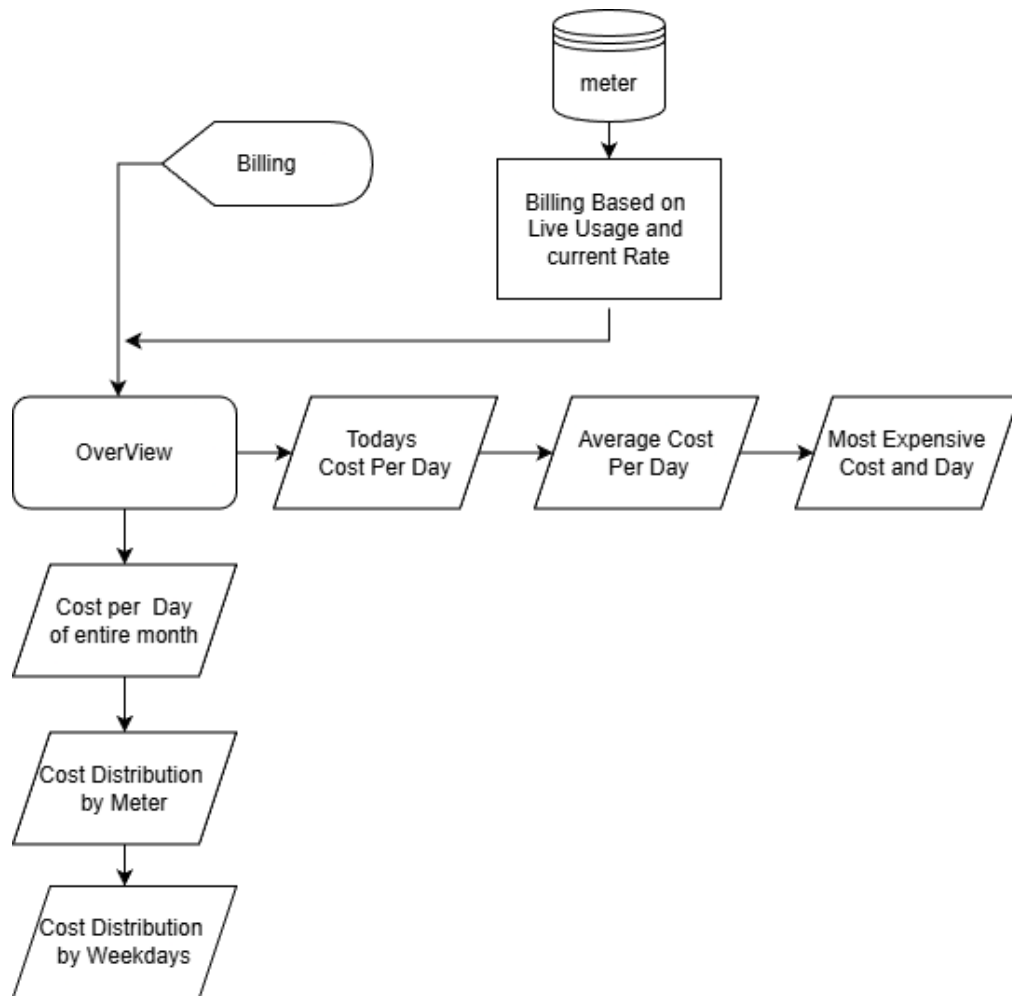 meter
Billing
Billing Based on
Live Usage and
current Rate
OverView
Todays
Cost Per Day
Average Cost
Per Day
Most Expensive
Cost and Day
Cost per Day
of entire month
Cost Distribution
by Meter
Cost Distribution
by Weekdays